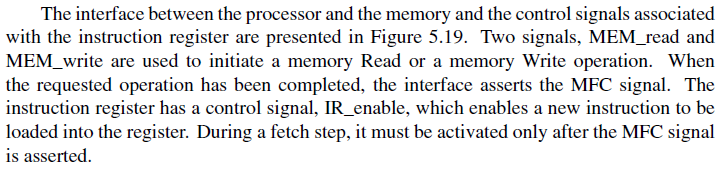 The interface between the processor and the memory and the control signals associated
with the instruction register are presented in Figure 5.19. Two signals, MEM_read and
MEM_write are used to initiate a memory Read or a memory Write operation. When
the requested operation has been completed, the interface asserts the MFC signal. The
instruction register has a control signal, IR_enable, which enables a new instruction to be
loaded into the register. During a fetch step, it must be activated only after the MFC signal
is asserted.